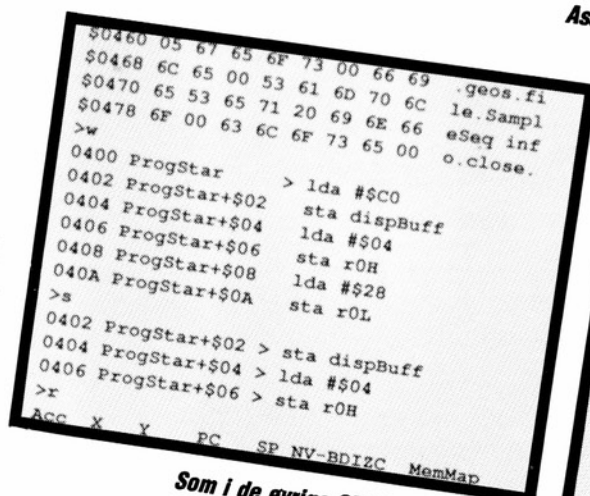 $0460 05 67 65 6F 73 00 66 69 .geos.fi
$0468 6C 65 00 53 61 6D 70 6C le.Sampl
$0470 65 53 65 71 20 69 6E 66 eSeq inf
$0478 6F 00 63 6C 6F 73 65 00 o.close.
>w
0400 ProgStar > lda #$C0
0402 ProgStar+$02 sta dispBuff
0404 ProgStar+$04 lda #$04
0406 ProgStar+$06 sta r0H
0408 ProgStar+$08 lda #$28
040A ProgStar+$0A sta r0L
>s
0402 ProgStar+$02 > sta dispBuff
0404 ProgStar+$04 > lda #$04
0406 ProgStar+$06 > sta r0H
>r
Acc X Y PC SP NV-BDIZC MemMap
Som i de øvrige